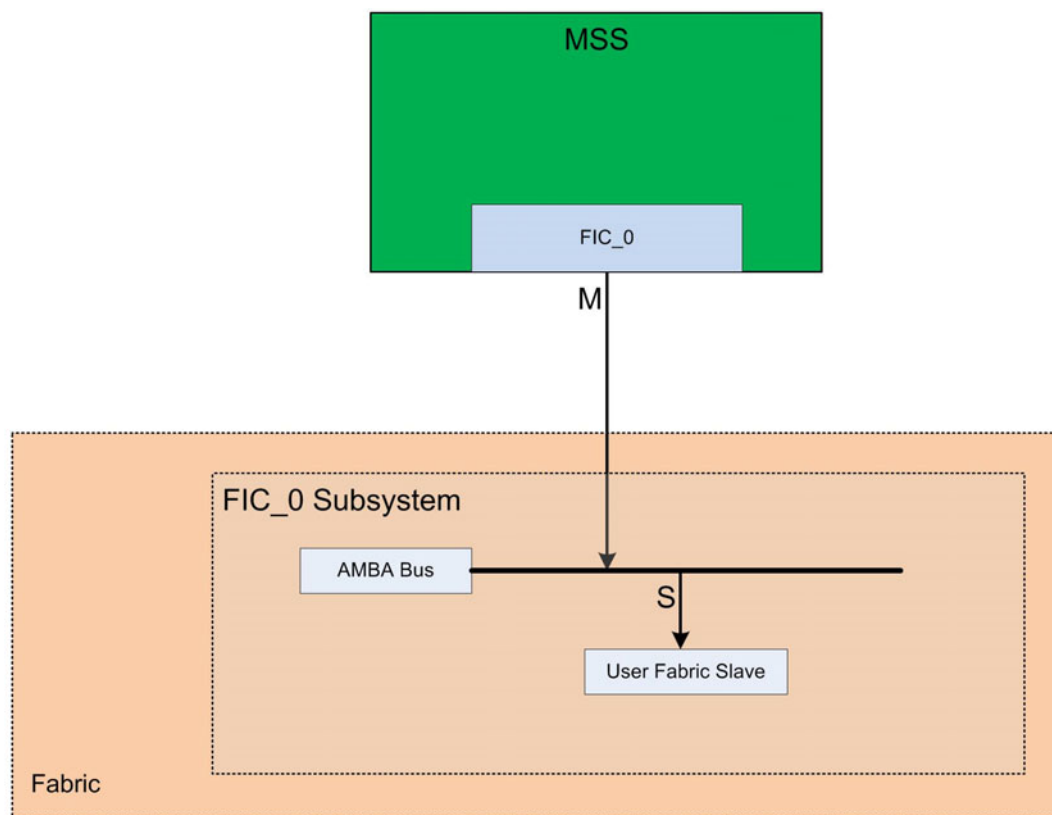 MSS
FIC_0
M
FIC_0 Subsystem
AMBA Bus
S
User Fabric Slave
Fabric